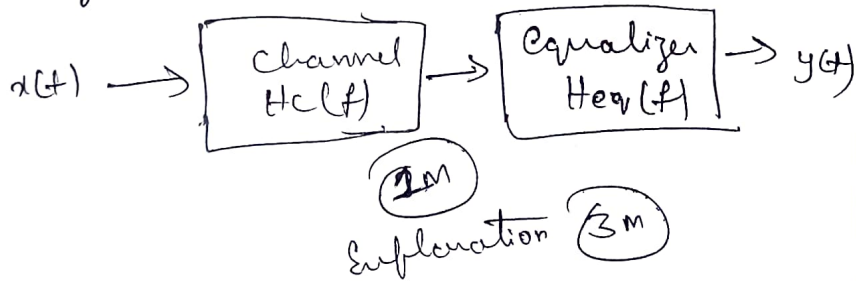 x(t) → Channel → Equalizer → y(t)
Hc(f) Heq(f)
1M
Explanation 3M